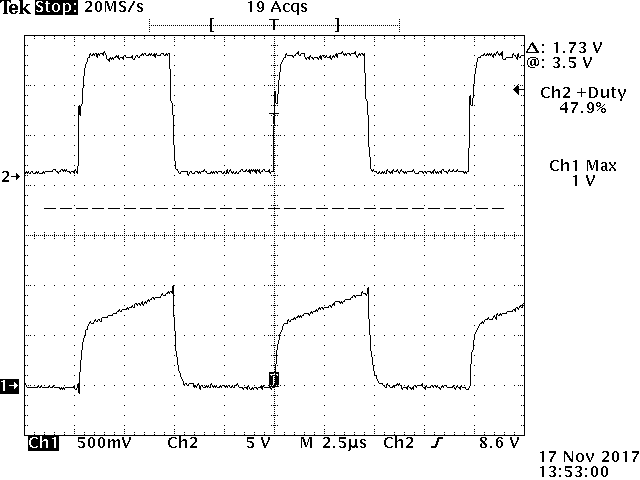 Tek Stop: 20MS/s 19 Acqs
[ T ]
Δ: 1.73 V
@: 3.5 V
Ch2 +Duty
47.9%
2→
Ch1 Max
1 V
1→
T
Ch1 500mV Ch2 5 V M 2.5µs Ch2 8.6 V
17 Nov 2017
13:53:00